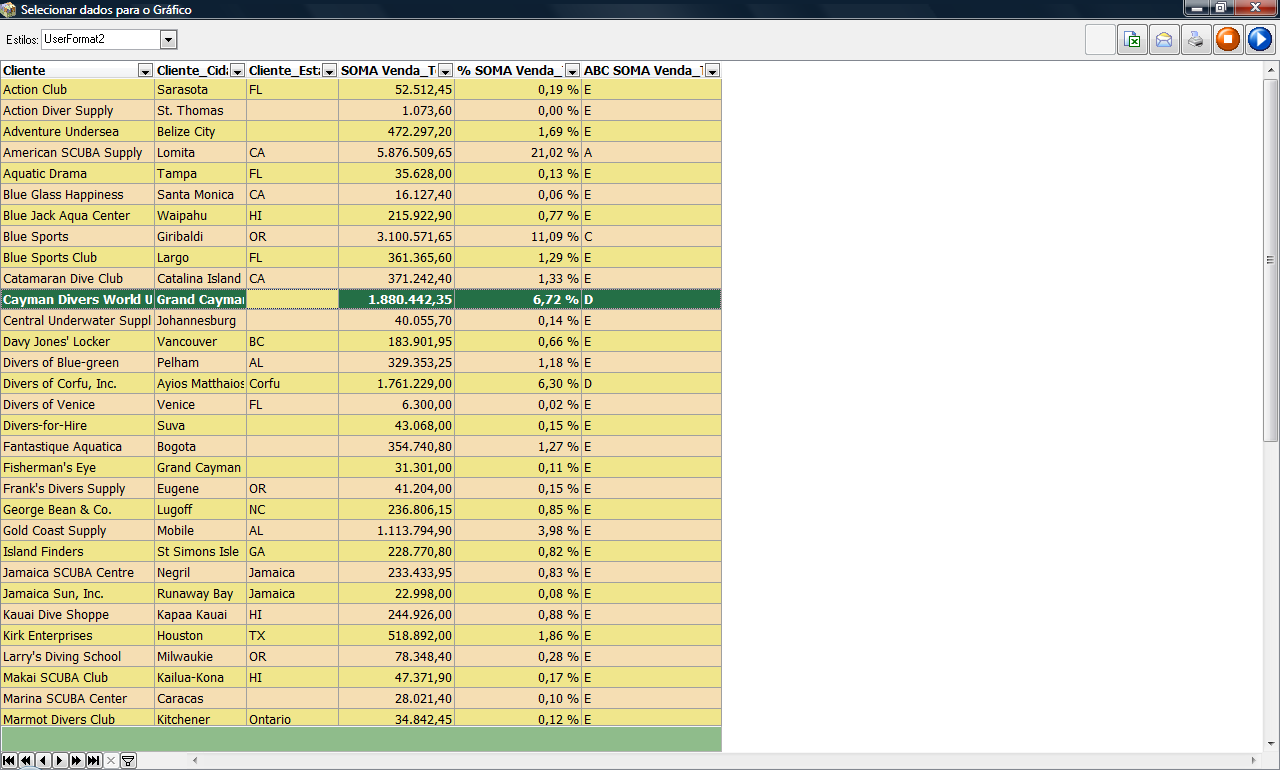 Selecionar dados para o Gráfico
Estilos: UserFormat2
Cliente Cliente_Cida Cliente_Esta SOMA Venda_T % SOMA Venda_ ABC SOMA Venda_
Action Club Sarasota FL 52.512,45 0,19 % E
Action Diver Supply St. Thomas 1.073,60 0,00 % E
Adventure Undersea Belize City 472.297,20 1,69 % E
American SCUBA Supply Lomita CA 5.876.509,65 21,02 % A
Aquatic Drama Tampa FL 35.628,00 0,13 % E
Blue Glass Happiness Santa Monica CA 16.127,40 0,06 % E
Blue Jack Aqua Center Waipahu HI 215.922,90 0,77 % E
Blue Sports Giribaldi OR 3.100.571,65 11,09 % C
Blue Sports Club Largo FL 361.365,60 1,29 % E
Catamaran Dive Club Catalina Island CA 371.242,40 1,33 % E
Cayman Divers World U Grand Cayman 1.880.442,35 6,72 % D
Central Underwater Suppl Johannesburg 40.055,70 0,14 % E
Davy Jones' Locker Vancouver BC 183.901,95 0,66 % E
Divers of Blue-green Pelham AL 329.353,25 1,18 % E
Divers of Corfu, Inc. Ayios Matthaios Corfu 1.761.229,00 6,30 % D
Divers of Venice Venice FL 6.300,00 0,02 % E
Divers-for-Hire Suva 43.068,00 0,15 % E
Fantastique Aquatica Bogota 354.740,80 1,27 % E
Fisherman's Eye Grand Cayman 31.301,00 0,11 % E
Frank's Divers Supply Eugene OR 41.204,00 0,15 % E
George Bean & Co. Lugoff NC 236.806,15 0,85 % E
Gold Coast Supply Mobile AL 1.113.794,90 3,98 % E
Island Finders St Simons Isle GA 228.770,80 0,82 % E
Jamaica SCUBA Centre Negril Jamaica 233.433,95 0,83 % E
Jamaica Sun, Inc. Runaway Bay Jamaica 22.998,00 0,08 % E
Kauai Dive Shoppe Kapaa Kauai HI 244.926,00 0,88 % E
Kirk Enterprises Houston TX 518.892,00 1,86 % E
Larry's Diving School Milwaukie OR 78.348,40 0,28 % E
Makai SCUBA Club Kailua-Kona HI 47.371,90 0,17 % E
Marina SCUBA Center Caracas 28.021,40 0,10 % E
Marmot Divers Club Kitchener Ontario 34.842,45 0,12 % E